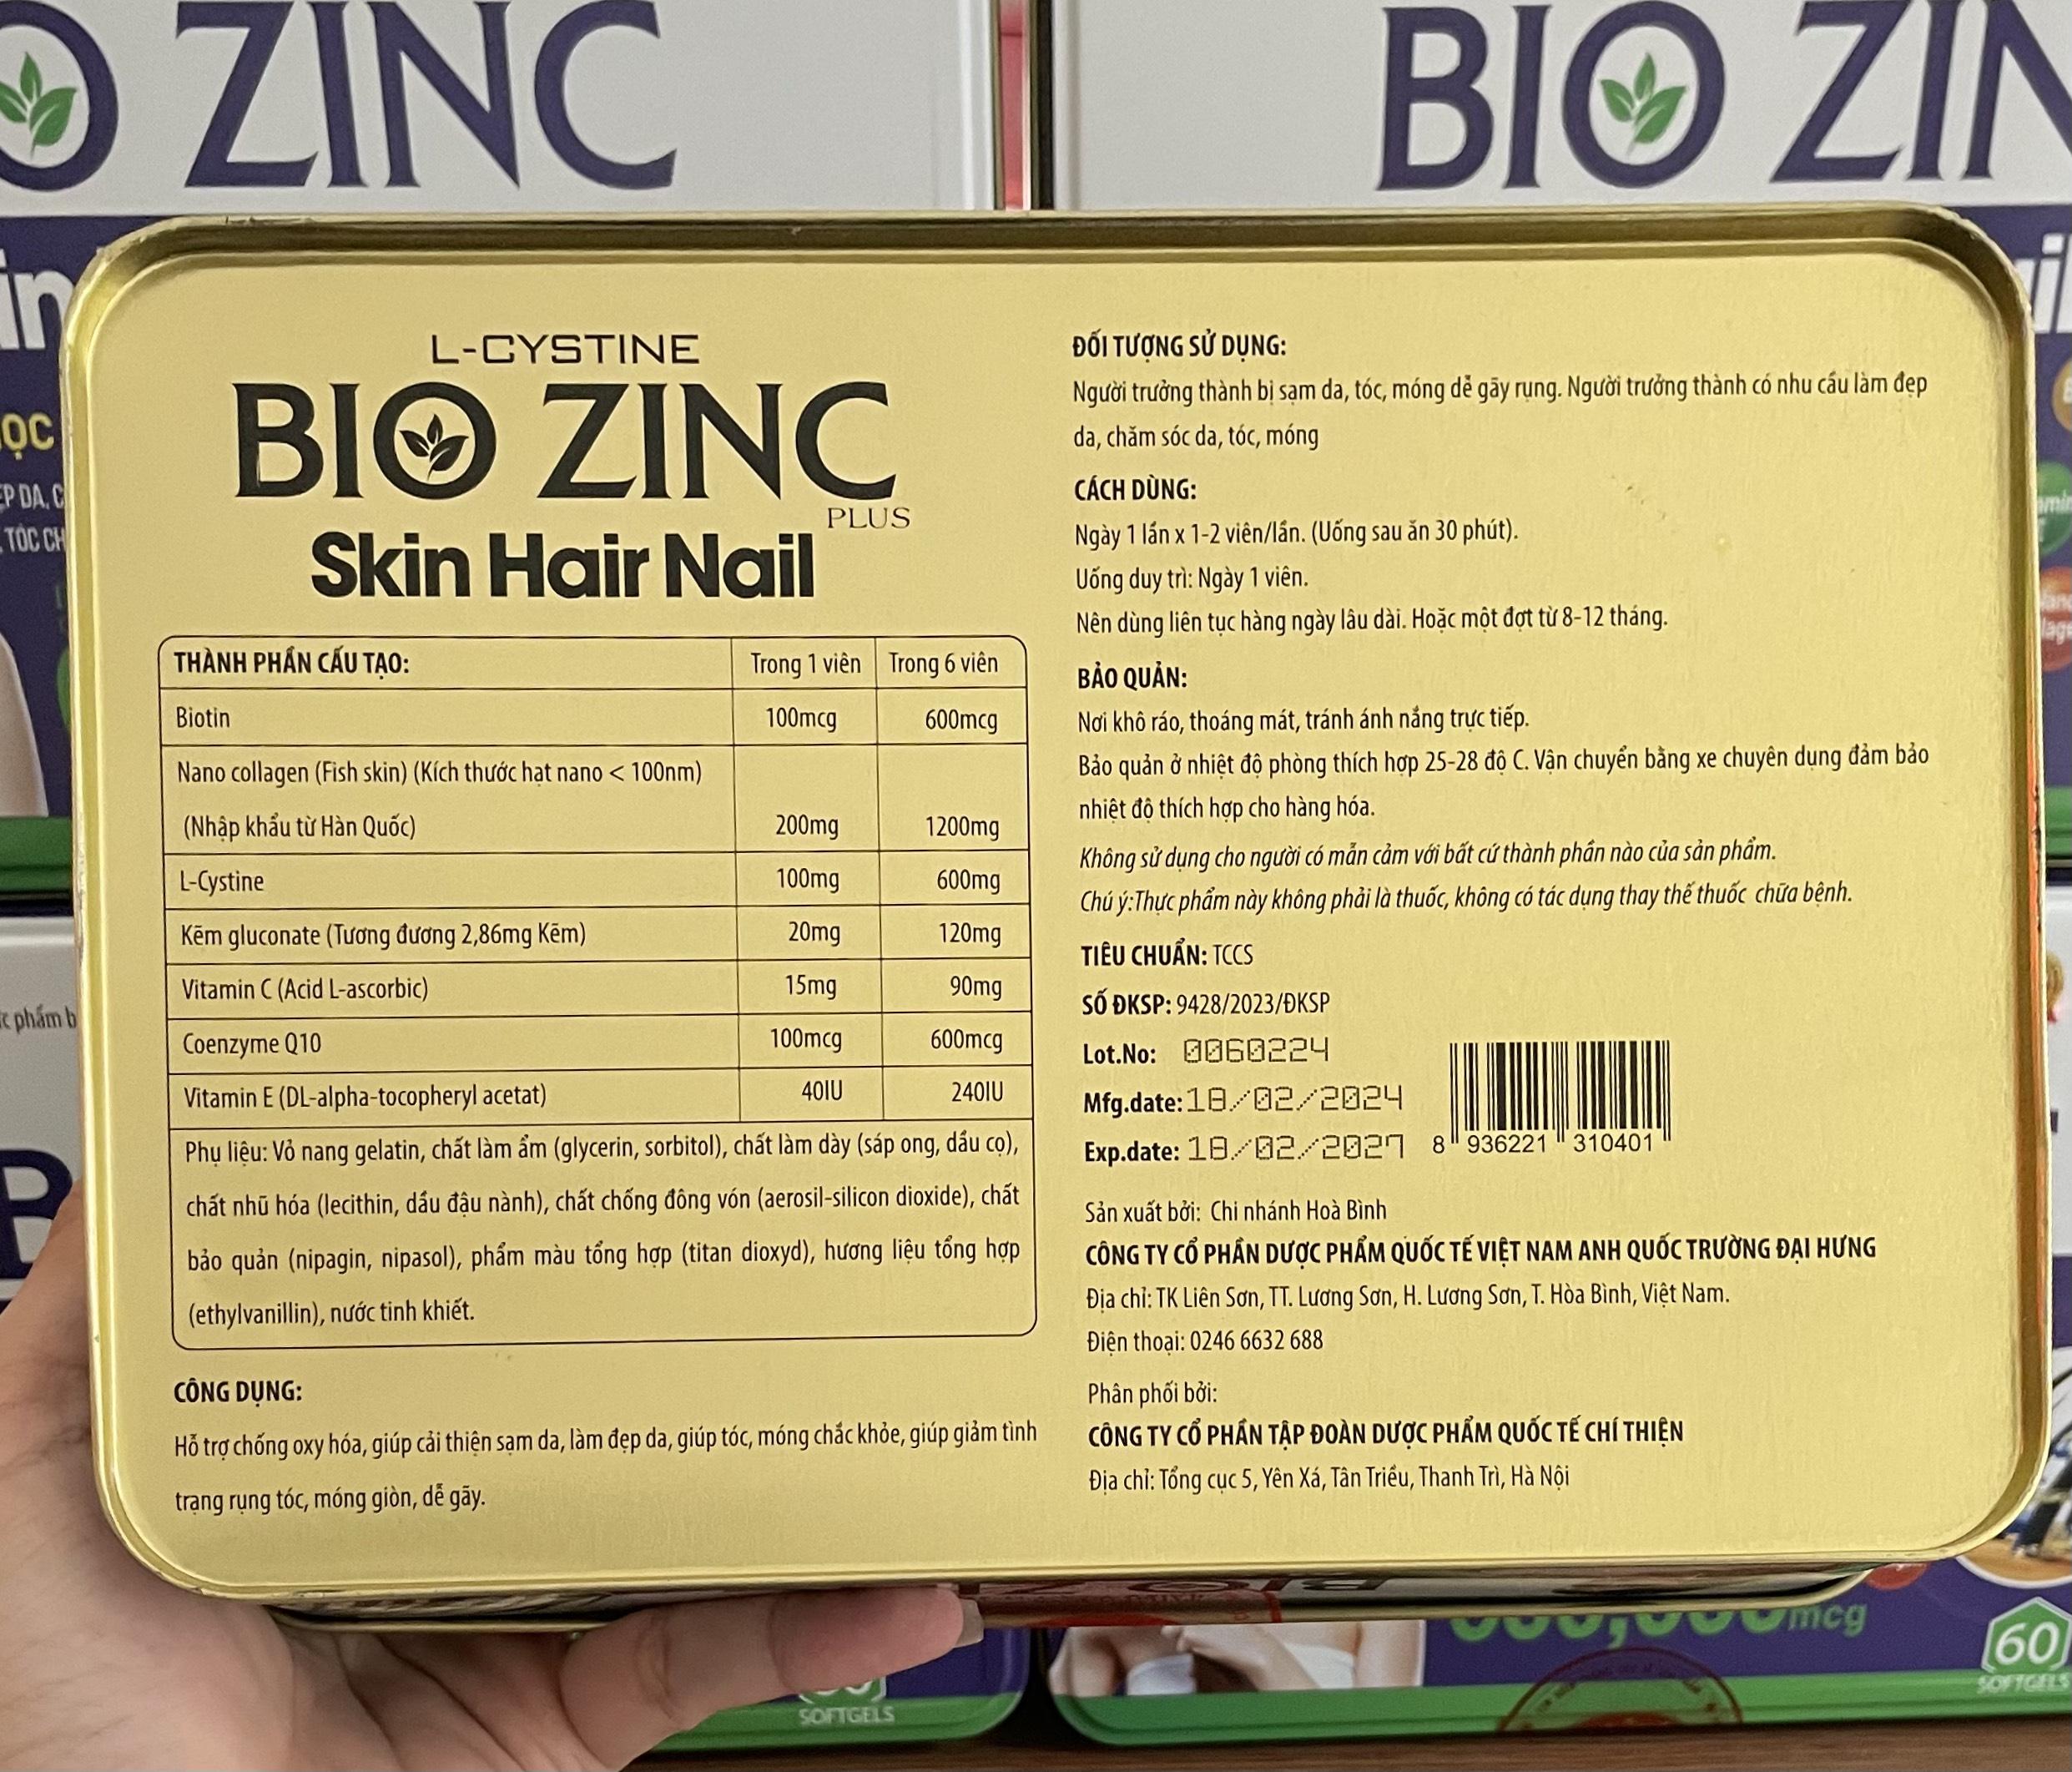 ZINC
BIO ZIN
in
ỌC
TÓC CH
L-CYSTINE
BIO ZINC
PLUS
Skin Hair Nail
THÀNH PHẦN CẤU TẠO: Trong 1 viên Trong 6 viên
Biotin 100mcg 600mcg
Nano collagen (Fish skin) (Kích thước hạt nano < 100nm)
(Nhập khẩu từ Hàn Quốc) 200mg 1200mg
L-Cystine 100mg 600mg
Kẽm gluconate (Tương đương 2,86mg Kẽm) 20mg 120mg
Vitamin C (Acid L-ascorbic) 15mg 90mg
Coenzyme Q10 100mcg 600mcg
Vitamin E (DL-alpha-tocopheryl acetat) 40IU 240IU
Phụ liệu: Vỏ nang gelatin, chất làm ẩm (glycerin, sorbitol), chất làm dày (sáp ong, dầu cọ),
chất nhũ hóa (lecithin, dầu đậu nành), chất chống đông vón (aerosil-silicon dioxide), chất
bảo quản (nipagin, nipasol), phẩm màu tổng hợp (titan dioxyd), hương liệu tổng hợp
(ethylvanillin), nước tinh khiết.
CÔNG DỤNG:
Hỗ trợ chống oxy hóa, giúp cải thiện sạm da, làm đẹp da, giúp tóc, móng chắc khỏe, giúp giảm tình
trạng rụng tóc, móng giòn, dễ gãy.
ĐỐI TƯỢNG SỬ DỤNG:
Người trưởng thành bị sạm da, tóc, móng dễ gãy rụng. Người trưởng thành có nhu cầu làm đẹp
da, chăm sóc da, tóc, móng
CÁCH DÙNG:
Ngày 1 lần x 1-2 viên/lần. (Uống sau ăn 30 phút).
Uống duy trì: Ngày 1 viên.
Nên dùng liên tục hàng ngày lâu dài. Hoặc một đợt từ 8-12 tháng.
BẢO QUẢN:
Nơi khô ráo, thoáng mát, tránh ánh nắng trực tiếp.
Bảo quản ở nhiệt độ phòng thích hợp 25-28 độ C. Vận chuyển bằng xe chuyên dụng đảm bảo
nhiệt độ thích hợp cho hàng hóa.
Không sử dụng cho người có mẫn cảm với bất cứ thành phần nào của sản phẩm.
Chú ý:Thực phẩm này không phải là thuốc, không có tác dụng thay thế thuốc chữa bệnh.
TIÊU CHUẨN: TCCS
SỐ ĐKSP: 9428/2023/ĐKSP
Lot.No: 0060224
Mfg.date: 18/02/2024
Exp.date: 18/02/2027
8 936221 310401
Sản xuất bởi: Chi nhánh Hoà Bình
CÔNG TY CỔ PHẦN DƯỢC PHẨM QUỐC TẾ VIỆT NAM ANH QUỐC TRƯỜNG ĐẠI HƯNG
Địa chỉ: TK Liên Sơn, TT. Lương Sơn, H. Lương Sơn, T. Hòa Bình, Việt Nam.
Điện thoại: 0246 6632 688
Phân phối bởi:
CÔNG TY CỔ PHẦN TẬP ĐOÀN DƯỢC PHẨM QUỐC TẾ CHÍ THIỆN
Địa chỉ: Tổng cục 5, Yên Xá, Tân Triều, Thanh Trì, Hà Nội
mcg
60
SOFTGELS
SOFTGELS